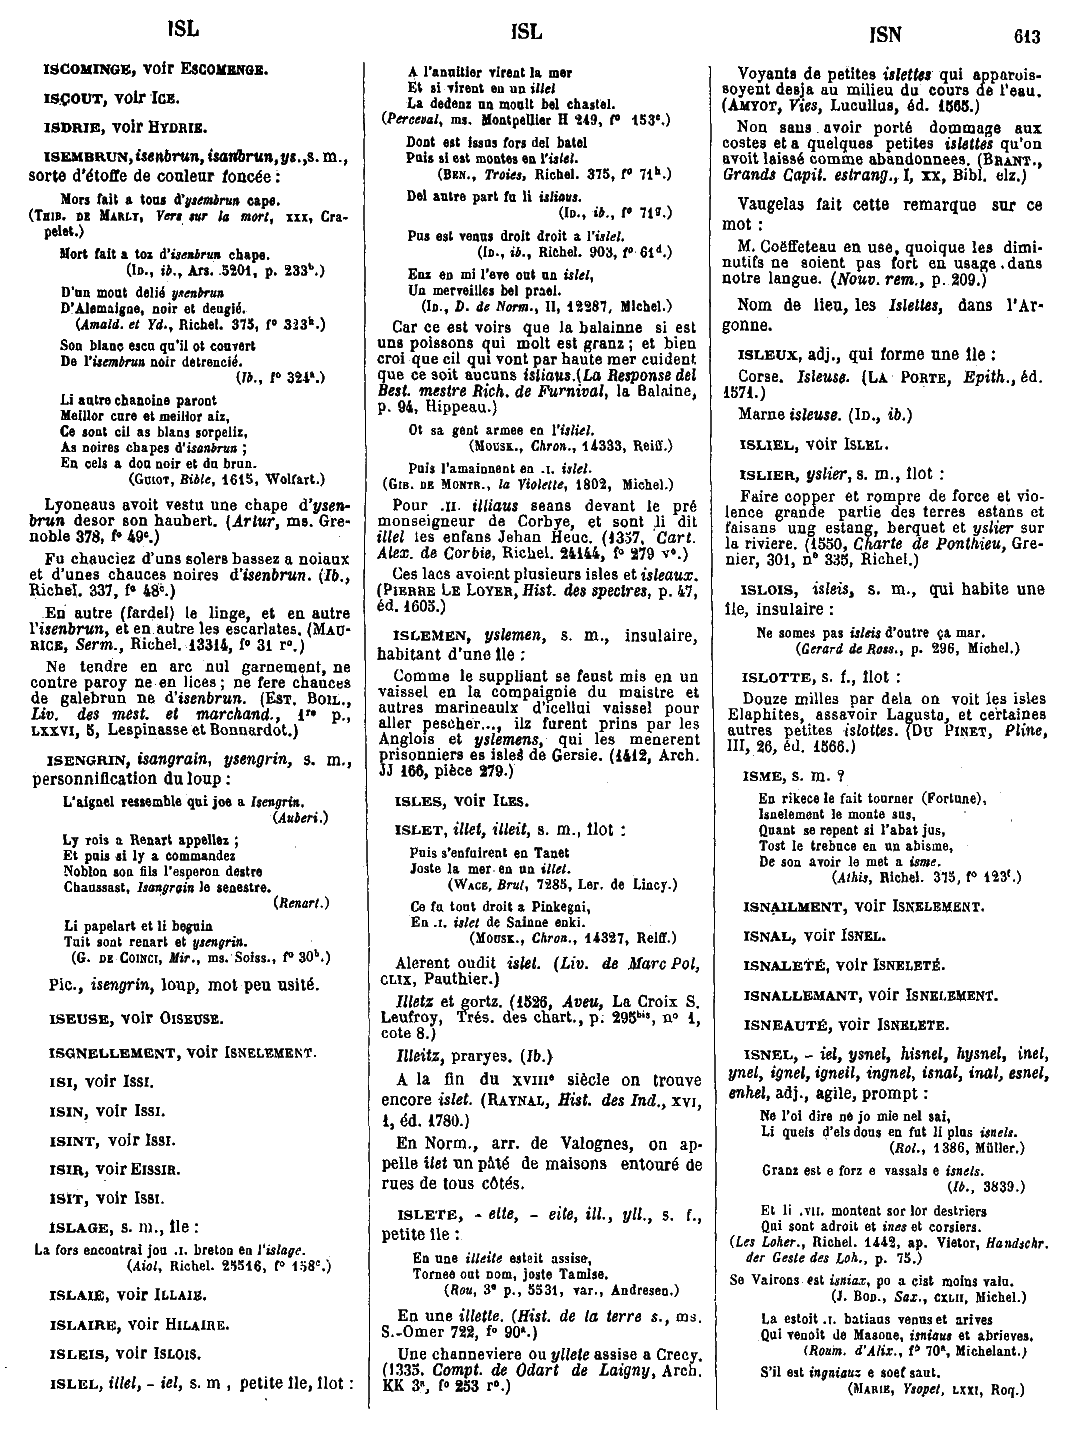 ISL
ISL
ISN
613
ISCOMINGE, voir ESCOMENGE.
ISÇOUT, voir ICE.
ISDRIE, voir HYDRIE.
ISEMBRUN, isenbrun, isanbrun, ys., s. m.,
sorte d'étoffe de couleur foncée :
Mors fait a tous d'ysembrun cape.
(THIB. DE MARLY, Vers sur la mort, XXX, Cra-
pelet.)
Mort fait a toz d'isenbrun chape.
(ID., ib., Ars. 5201, p. 233b.)
D'un mout delié ysenbrun
D'Alemaigne, noir et deugié.
(Amald. et Yd., Richel. 375, fº 323b.)
Son blanc escu qu'il ot couvert
De l'isembrun noir detrencié.
(Ib., fº 324a.)
Li autre chanoine paront
Meillor cure et meillor aiz,
Ce sont cil as blans sorpeliz,
As noires chapes d'isanbrun ;
En cels a dou noir et du brun.
(GUIOT, Bible, 1615, Wolfart.)
Lyoneaus avoit vestu une chape d'ysen-
brun desor son haubert. (Artur, ms. Gre-
noble 378, fº 49c.)
Fu chauciez d'uns solers bassez a noiaux
et d'unes chauces noires d'isenbrun. (Ib.,
Richel. 337, fº 48c.)
En autre (fardel) le linge, et en autre
l'isenbrun, et en autre les escarlates. (MAU-
RICE, Serm., Richel. 13314, fº 31 rº.)
Ne tendre en arc nul garnement, ne
contre paroy ne en lices ; ne fere chauces
de galebrun ne d'isenbrun. (EST. BOIL.,
Liv. des mest. et marchand., 1re p.,
LXXVI, 5, Lespinasse et Bonnardot.)
ISENGRIN, isangrain, ysengrin, s. m.,
personnification du loup :
L'aignel ressemble qui joe a Isengrin.
(Auberi.)
Ly rois a Renart appellez ;
Et puis si ly a commandez
Noblon son fils l'esperon destre
Chaussast, Isangrain le senestre.
(Renart.)
Li papelart et li beguin
Tuit sont renart et ysengrin.
(G. DE COINCI, Mir., ms. Soiss., fº 30b.)
Pic., isengrin, loup, mot peu usité.
ISEUSE, voir OISEUSE.
ISGNELLEMENT, voir ISNELEMENT.
ISI, voir ISSI.
ISIN, voir ISSI.
ISINT, voir ISSI.
ISIR, voir EISSIR.
ISIT, voir ISSI.
ISLAGE, s. m., île :
La fors encontrai jou .I. breton en l'islage.
(Aiol, Richel. 25516, fº 158c.)
ISLAIE, voir ILLAIE.
ISLAIRE, voir HILAIRE.
ISLEIS, voir ISLOIS.
ISLEL, illel, - iel, s. m , petite île, îlot :
A l'anuitier virent la mer
Et si virent en un illel
La dedenz un moult bel chastel.
(Perceval, ms. Montpellier H 249, fº 153e.)
Dont est issus fors del batel
Puis si est montes en l'islel.
(BEN., Troies, Richel. 375, fº 71b.)
Del autre part fu li isliaus.
(ID., ib., fº 71g.)
Pus est venus droit droit a l'islel.
(ID., ib., Richel. 903, fº 61d.)
Enz en mi l'eve out un islel,
Un merveilles bel prael.
(ID., D. de Norm., II, 12287, Michel.)
Car ce est voirs que la balainne si est
uns poissons qui molt est granz ; et bien
croi que cil qui vont par haute mer cuident
que ce soit aucuns isliaus.(La Response del
Best. mestre Rich. de Furnival, la Balaine,
p. 94, Hippeau.)
Ot sa gent armee en l'isliel.
(MOUSK., Chron., 14333, Reiff.)
Puis l'amainnent en .I. islel.
(GIB. DE MONTR., la Violette, 1802, Michel.)
Pour .II. illiaus seans devant le pré
monseigneur de Corbye, et sont li dit
illel les enfans Jehan Heuc. (1357, Cart.
Alex. de Corbie, Richel. 24144, fº 279 vº.)
Ces lacs avoient plusieurs isles et isleaux.
(PIERRE LE LOYER, Hist. des spectres, p. 47,
éd. 1605.)
ISLEMEN, yslemen, s. m., insulaire,
habitant d'une île :
Comme le suppliant se feust mis en un
vaissel en la compaignie du maistre et
autres marineaulx d'icellui vaissel pour
aller pescher..., ilz furent prins par les
Anglois et yslemens, qui les menerent
prisonniers es isles de Gersie. (1412, Arch.
JJ 166, pièce 279.)
ISLES, voir ILES.
ISLET, illet, illeit, s. m., îlot :
Puis s'enfuirent en Tanet
Joste la mer en un illet.
(WACE, Brut, 7285, Ler. de Lincy.)
Ce fu tout droit a Pinkegni,
En .I. islet de Sainne enki.
(MOUSK., Chron., 14327, Reiff.)
Alerent oudit islet. (Liv. de Marc Pol,
CLIX, Pauthier.)
Illetz et gortz. (1526, Aveu, La Croix S.
Leufroy, Trés. des chart., p. 295bis, nº 1,
cote 8.)
Illeitz, praryes. (Ib.)
A la fin du XVIIIe siècle on trouve
encore islet. (RAYNAL, Hist. des Ind., XVI,
1, éd. 1780.)
En Norm., arr. de Valognes, on ap-
pelle ilet un pâté de maisons entouré de
rues de tous côtés.
ISLETE, - ette, - eite, ill., yll., s. f.,
petite île :
En une illeite esteit assise,
Tornee out nom, joste Tamise.
(Rou, 3e p., 5531, var., Andresen.)
En une illette. (Hist. de la terre s., ms.
S.-Omer 722, fº 90a.)
Une channeviere ou yllete assise a Crecy.
(1335, Compt. de Odart de Laigny, Arch.
KK 3a, fº 253 rº.)
Voyants de petites islettes qui apparois-
soyent desja au milieu du cours de l'eau.
(AMYOT, Vies, Lucullus, éd. 1565.)
Non sans avoir porté dommage aux
costes et a quelques petites islettes qu'on
avoit laissé comme abandonnees. (BRANT.,
Grands Capit. estrang., I, XX, Bibl. elz.)
Vaugelas fait cette remarque sur ce
mot :
M. Coëffeteau en use, quoique les dimi-
nutifs ne soient pas fort en usage dans
notre langue. (Nouv. rem., p. 209.)
Nom de lieu, les Islettes, dans l'Ar-
gonne.
ISLEUX, adj., qui forme une île :
Corse. Isleuse. (LA PORTE, Epith., éd.
1571.)
Marne isleuse. (ID., ib.)
ISLIEL, voir ISLEL.
ISLIER, yslier, s. m., îlot :
Faire copper et rompre de force et vio-
lence grande partie des terres estans et
faisans ung estang, berquet et yslier sur
la riviere. (1550, Charte de Ponthieu, Gre-
nier, 301, nº 335, Richel.)
ISLOIS, isleis, s. m., qui habite une
île, insulaire :
Ne somes pas isleis d'outre ça mar.
(Gerard de Ross., p. 296, Michel.)
ISLOTTE, s. f., îlot :
Douze milles par dela on voit les isles
Elaphites, assavoir Lagusta, et certaines
autres petites islottes. (DU PINET, Pline,
III, 26, éd. 1566.)
ISME, s. m. ?
En rikece le fait tourner (Fortune),
Isnelement le monte sus,
Quant se repent si l'abat jus,
Tost le trebuce en un abisme,
De son avoir le met a isme.
(Athis, Richel. 375, fº 123f.)
ISNAILMENT, voir ISNELEMENT.
ISNAL, voir ISNEL.
ISNALETÉ, voir ISNELETÉ.
ISNALLEMANT, voir ISNELEMENT.
ISNEAUTÉ, voir ISNELETE.
ISNEL, - iel, ysnel, hisnel, hysnel, inel,
ynel, ignel, igneil, ingnel, isnal, inal, esnel,
enhel, adj., agile, prompt :
Ne l'oi dire ne jo mie nel sai,
Li queis d'els dous en fut li plus isnels.
(Rol., 1386, Müller.)
Granz est e forz e vassals e isnels.
(Ib., 3839.)
Et li .VII. montent sor lor destriers
Qui sont adroit et ines et corsiers.
(Les Loher., Richel. 1442, ap. Vietor, Handschr.
der Geste des Loh., p. 75.)
Se Vairons est isniax, po a cist moins valu.
(J. BOD., Sax., CXLII, Michel.)
La estoit .I. batiaus venus et arives
Qui venoit de Masone, isniaus et abrieves.
(Roum. d'Alix., fº 70a, Michelant.)
S'il est ingniauz e soef saut.
(MARIE, Ysopet, LXXI, Roq.)